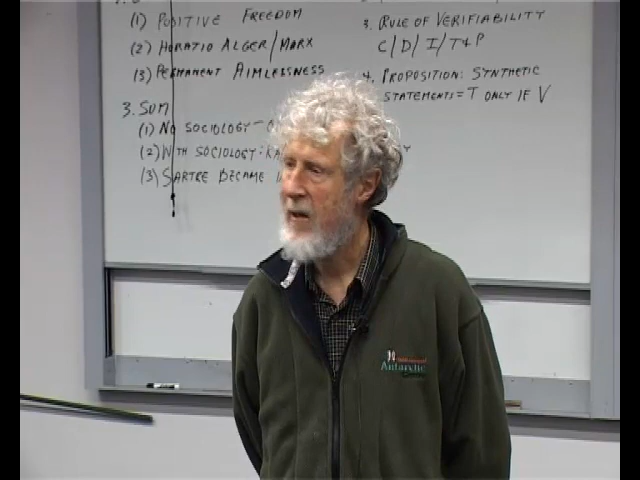 (1) POSITIVE FREEDOM
(2) HORATIO ALGER/MARX
(3) PERMANENT AIMLESSNESS
3. SUM
(1) NO SOCIOLOGY –
(2) WITH SOCIOLOGY:
(3) SARTRE BECAME
3. RULE OF VERIFIABILITY
C/D/I/T&P
4. PROPOSITION: SYNTHETIC
STATEMENTS = T ONLY IF V
Antarctic